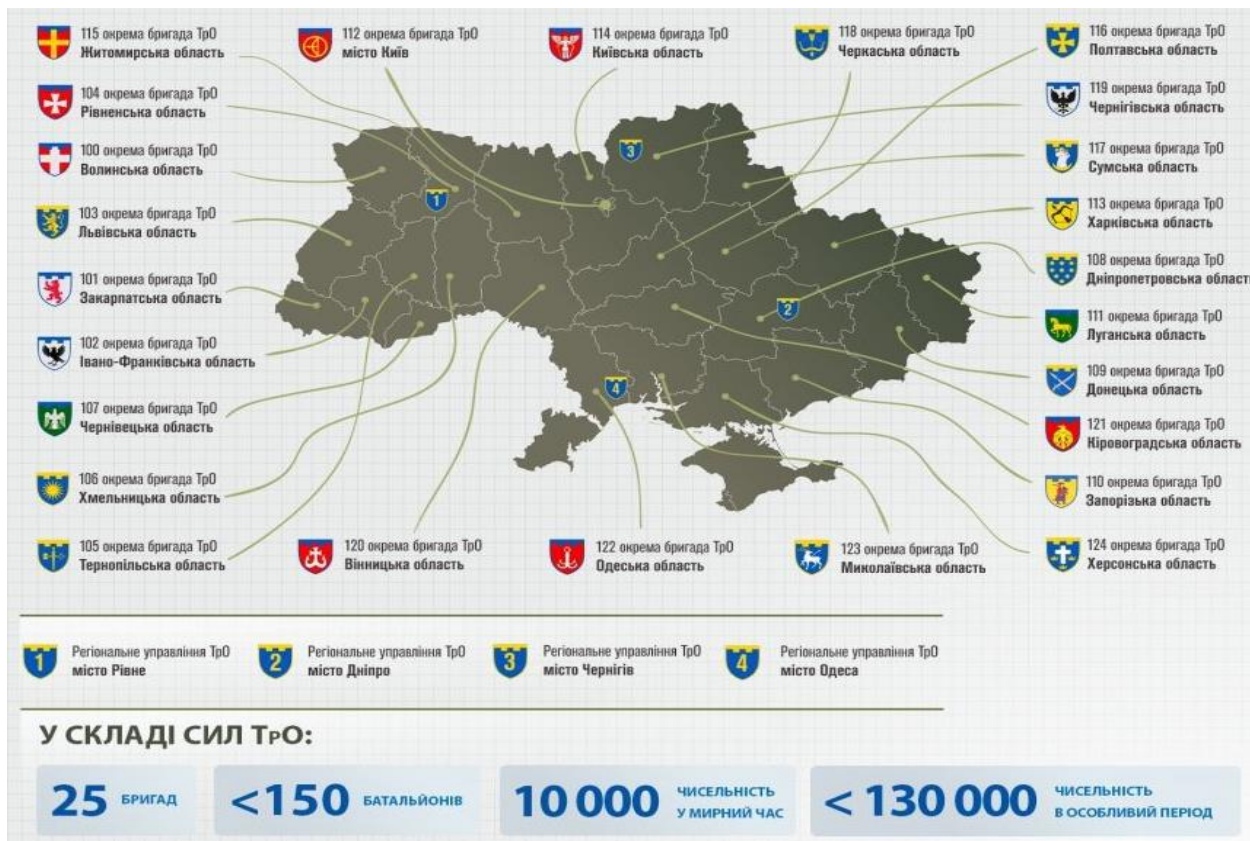 115 окрема бригада ТрО
Житомирська область
112 окрема бригада ТрО
місто Київ
114 окрема бригада ТрО
Київська область
118 окрема бригада ТрО
Черкаська область
116 окрема бригада ТрО
Полтавська область
104 окрема бригада ТрО
Рівненська область
119 окрема бригада ТрО
Чернігівська область
100 окрема бригада ТрО
Волинська область
117 окрема бригада ТрО
Сумська область
103 окрема бригада ТрО
Львівська область
113 окрема бригада ТрО
Харківська область
101 окрема бригада ТрО
Закарпатська область
108 окрема бригада ТрО
Дніпропетровська област
102 окрема бригада ТрО
Івано-Франківська область
111 окрема бригада ТрО
Луганська область
107 окрема бригада ТрО
Чернівецька область
109 окрема бригада ТрО
Донецька область
121 окрема бригада ТрО
Кіровоградська область
106 окрема бригада ТрО
Хмельницька область
110 окрема бригада ТрО
Запорізька область
105 окрема бригада ТрО
Тернопільська область
120 окрема бригада ТрО
Вінницька область
122 окрема бригада ТрО
Одеська область
123 окрема бригада ТрО
Миколаївська область
124 окрема бригада ТрО
Херсонська область
3
1
2
4
1 Регіональне управління ТрО
місто Рівне
2 Регіональне управління ТрО
місто Дніпро
3 Регіональне управління ТрО
місто Чернігів
4 Регіональне управління ТрО
місто Одеса
У СКЛАДІ СИЛ ТрО:
25 БРИГАД
<150 БАТАЛЬЙОНІВ
10 000 ЧИСЕЛЬНІСТЬ
У МИРНИЙ ЧАС
< 130 000 ЧИСЕЛЬНІСТЬ
В ОСОБЛИВИЙ ПЕРІОД